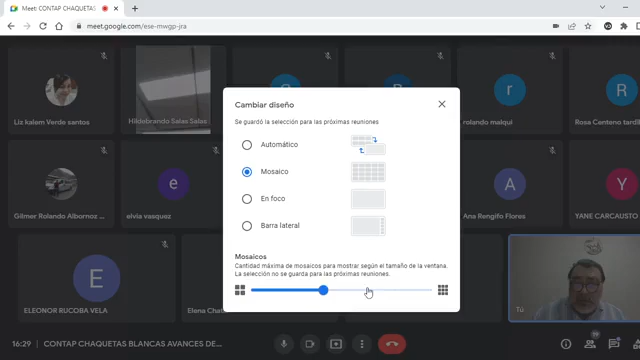 Meet: CONTAP CHAQUETAS
meet.google.com/ese-mwgp-jra
Liz kalem Verde santos
Hildebrando Salas Salas
rolando malqui
Rosa Centeno tardil
Cambiar diseño
Se guardó la selección para las próximas reuniones
Automático
Mosaico
En foco
Barra lateral
Mosaicos
Cantidad máxima de mosaicos para mostrar según el tamaño de la ventana.
La selección no se guarda para las próximas reuniones.
Gilmer Rolando Albornoz ...
e
elvia vasquez
r
R
A
Ana Rengifo Flores
YANE CARCAUSTO
E
ELEONOR RUCOBA VELA
Elena Chat
Tú
16:29 | CONTAP CHAQUETAS BLANCAS AVANCES DE...